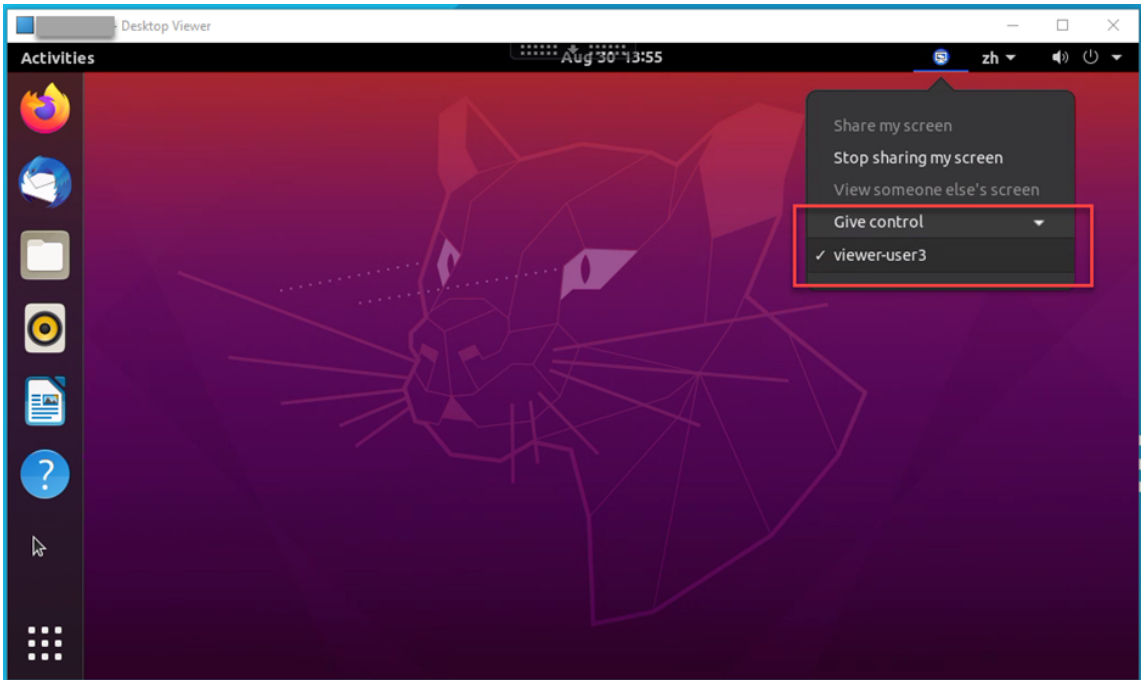 - Desktop Viewer
Activities
Aug 30 13:55
zh
Share my screen
Stop sharing my screen
View someone else's screen
Give control
✓ viewer-user3
?